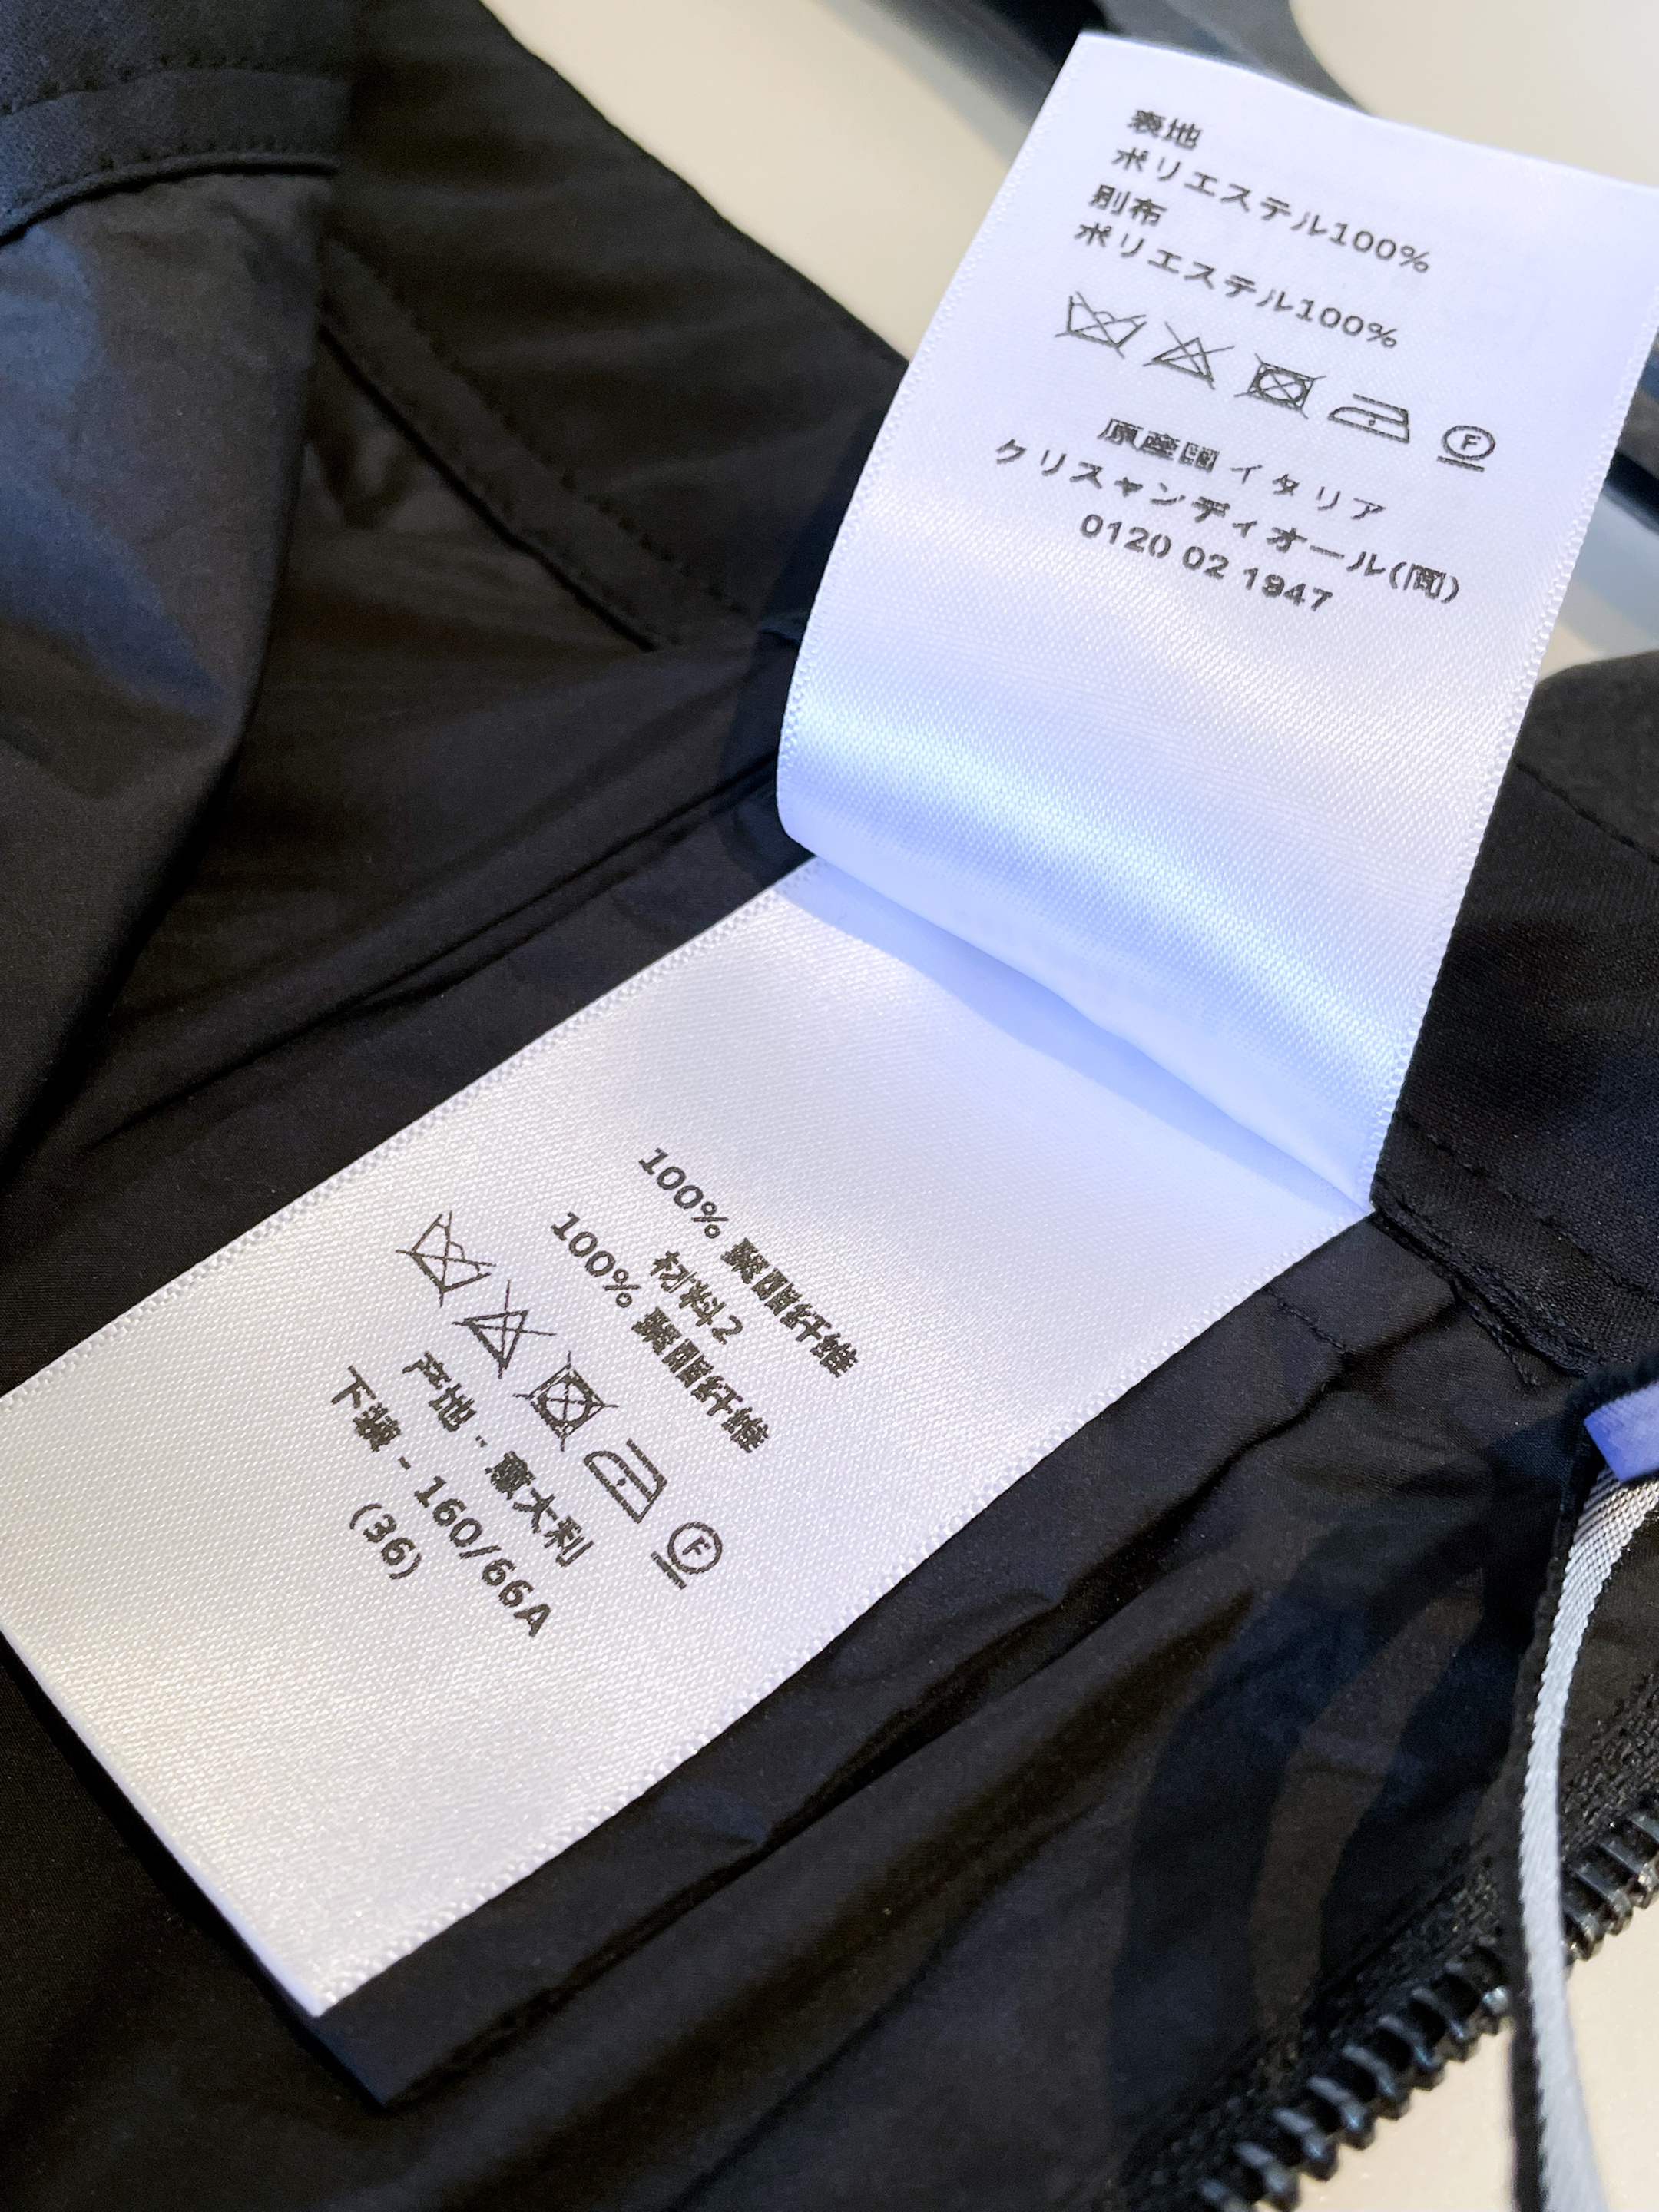 表地
ポリエステル100%
別布
ポリエステル100%
F
原産国 イタリア
クリスチャンディオール(同)
0120 02 1947
100% 聚酯纤维
材料2
100% 聚酯纤维
F
产地：意大利
下装 - 160/66A
(36)